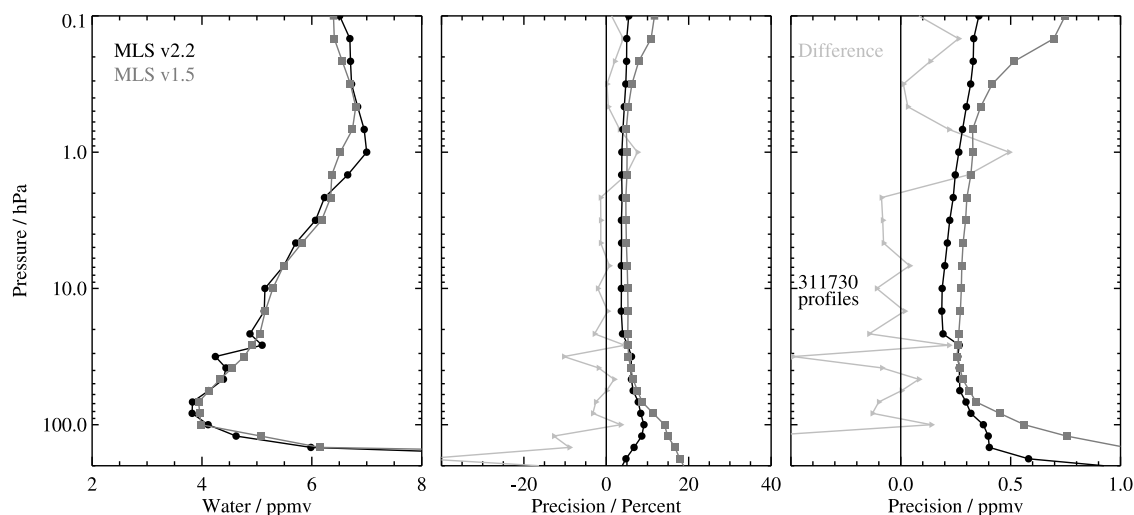 0.1
1.0
10.0
100.0
Pressure / hPa
MLS v2.2
MLS v1.5
2
4
6
8
Water / ppmv
-20
0
20
40
Precision / Percent
Difference
311730
profiles
0.0
0.5
1.0
Precision / ppmv